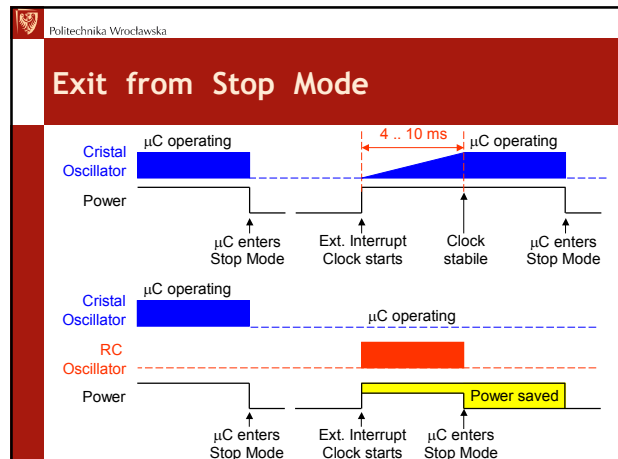 Politechnika Wrocławska
Exit from Stop Mode
4 .. 10 ms
μC operating
μC operating
Cristal
Oscillator
Power
μC enters
Stop Mode
Ext. Interrupt
Clock starts
Clock
stabile
μC enters
Stop Mode
μC operating
Cristal
Oscillator
μC operating
RC
Oscillator
Power
Power saved
μC enters
Stop Mode
Ext. Interrupt
Clock starts
μC enters
Stop Mode